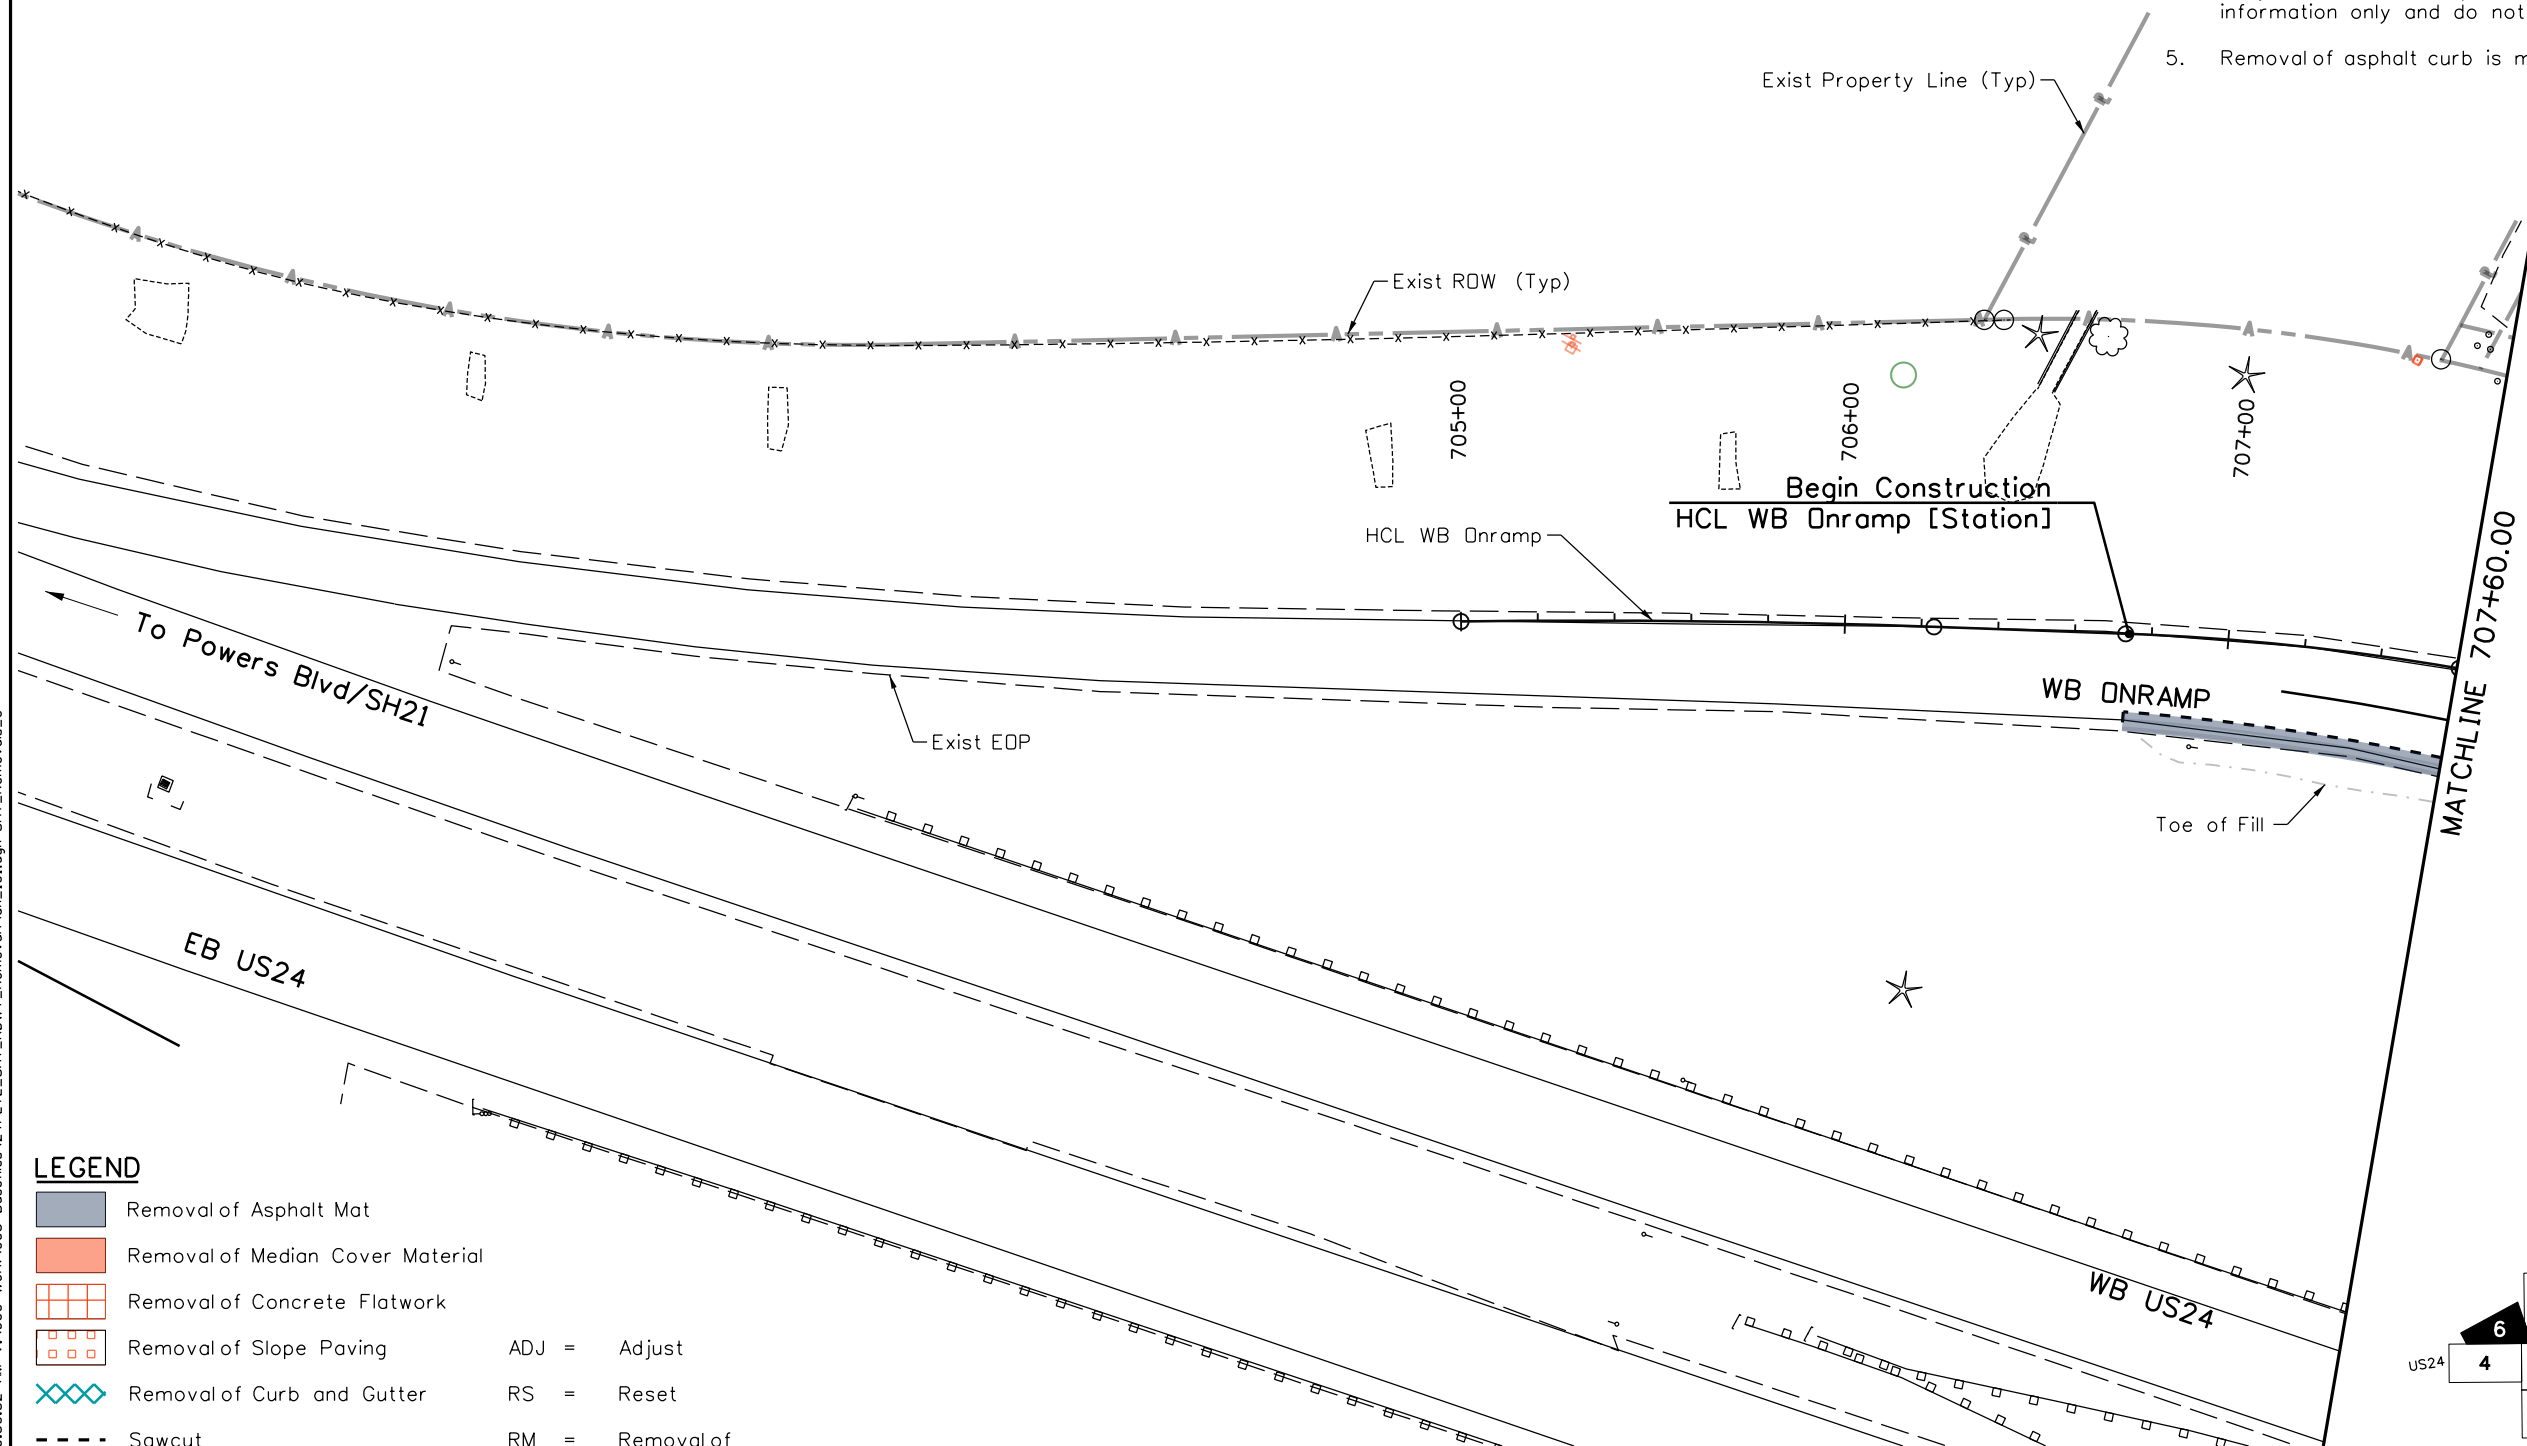 information only and do not
5. Removal of asphalt curb is m
Exist Property Line (Typ)
Exist ROW (Typ)
705+00
706+00
707+00
Begin Construction
HCL WB Onramp [Station]
HCL WB Onramp
MATCHLINE 707+60.00
To Powers Blvd/SH21
WB ONRAMP
Exist EOP
Toe of Fill
EB US24
WB US24
LEGEND
Removal of Asphalt Mat
Removal of Median Cover Material
Removal of Concrete Flatwork
Removal of Slope Paving
ADJ = Adjust
Removal of Curb and Gutter
RS = Reset
Sawcut
RM = Removal of
6
US24
4